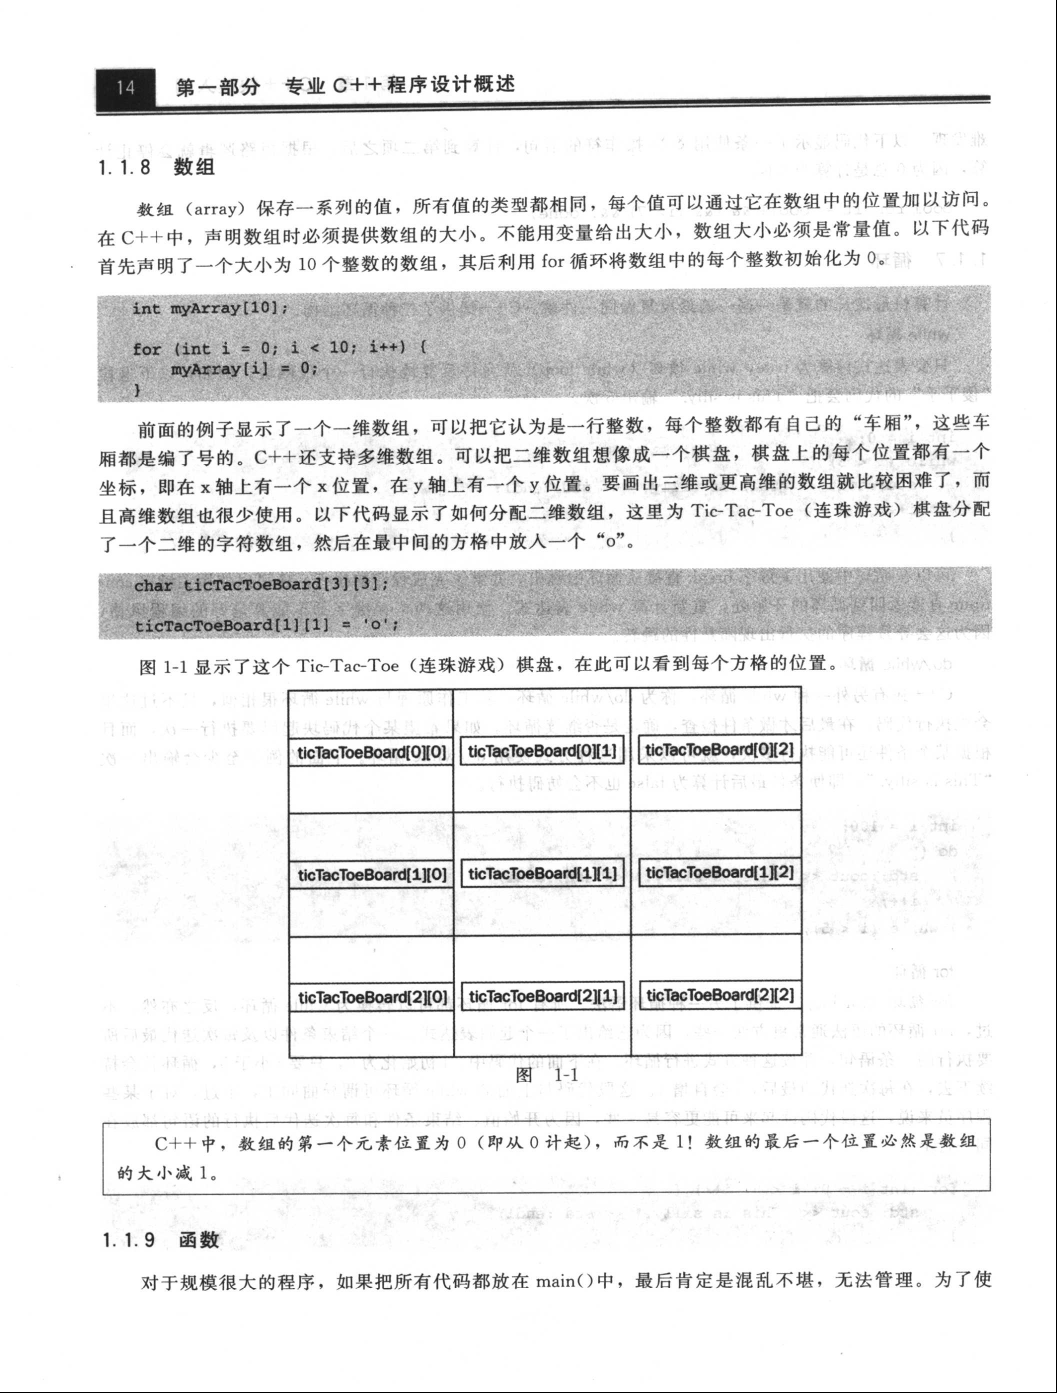 14 第一部分 专业 C++程序设计概述
1.1.8 数组
数组（array）保存一系列的值，所有值的类型都相同，每个值可以通过它在数组中的位置加以访问。
在 C++中，声明数组时必须提供数组的大小。不能用变量给出大小，数组大小必须是常量值。以下代码
首先声明了一个大小为 10 个整数的数组，其后利用 for 循环将数组中的每个整数初始化为 0。
int myArray[10];
for (int i = 0; i < 10; i++) {
myArray[i] = 0;
}
前面的例子显示了一个一维数组，可以把它认为是一行整数，每个整数都有自己的“车厢”，这些车
厢都是编了号的。C++还支持多维数组。可以把二维数组想像成一个棋盘，棋盘上的每个位置都有一个
坐标，即在 x 轴上有一个 x 位置，在 y 轴上有一个 y 位置。要画出三维或更高维的数组就比较困难了，而
且高维数组也很少使用。以下代码显示了如何分配二维数组，这里为 Tic-Tac-Toe（连珠游戏）棋盘分配
了一个二维的字符数组，然后在最中间的方格中放人一个“o”。
char ticTacToeBoard[3][3];
ticTacToeBoard[1][1] = 'o';
图 1-1 显示了这个 Tic-Tac-Toe（连珠游戏）棋盘，在此可以看到每个方格的位置。
ticTacToeBoard[0][0] ticTacToeBoard[0][1] ticTacToeBoard[0][2]
ticTacToeBoard[1][0] ticTacToeBoard[1][1] ticTacToeBoard[1][2]
ticTacToeBoard[2][0] ticTacToeBoard[2][1] ticTacToeBoard[2][2]
图 1-1
C++中，数组的第一个元素位置为 0（即从 0 计起），而不是 1！数组的最后一个位置必然是数组
的大小减 1。
1.1.9 函数
对于规模很大的程序，如果把所有代码都放在 main()中，最后肯定是混乱不堪，无法管理。为了使